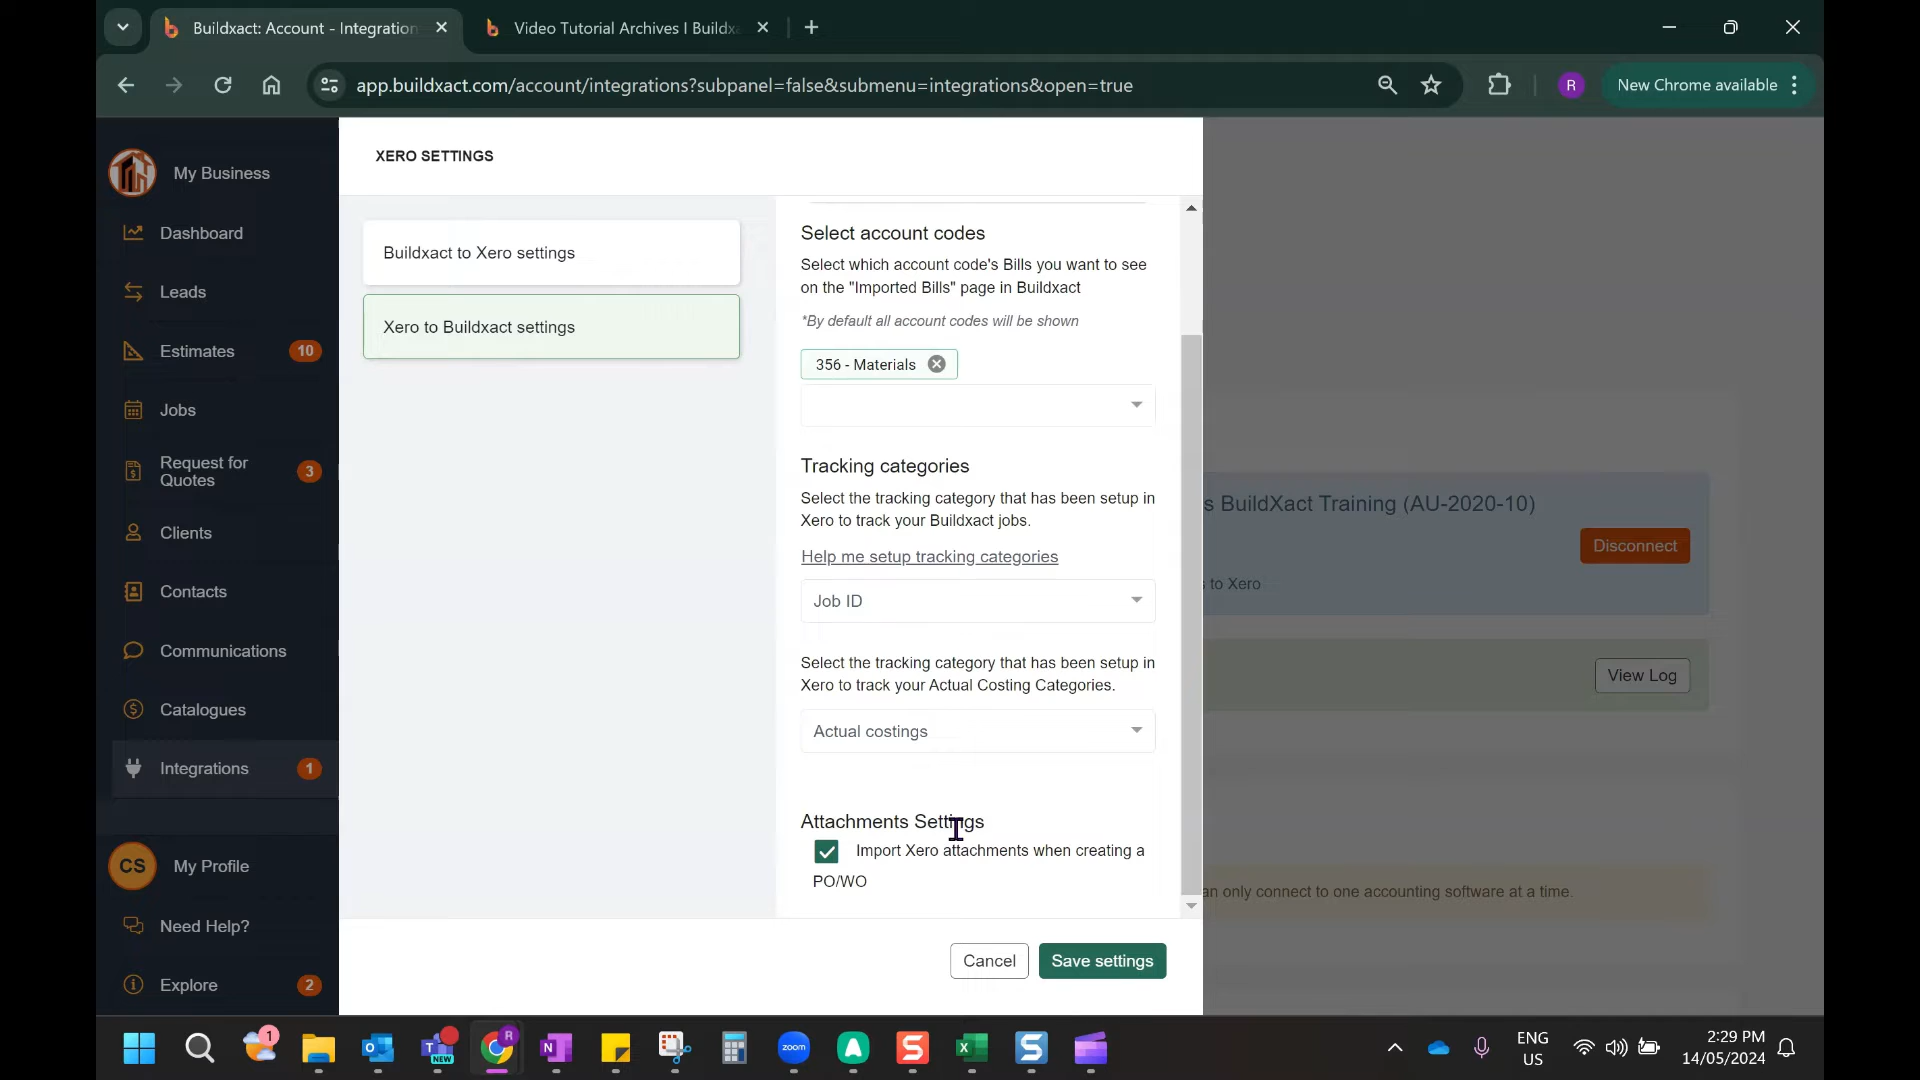 Buildxact: Account - Integration
Video Tutorial Archives I Buildx
app.buildxact.com/account/integrations?subpanel=false&submenu=integrations&open=true
R
New Chrome available
My Business
Dashboard
Leads
Estimates 10
Jobs
Request for
Quotes 3
Clients
Contacts
Communications
Catalogues
Integrations 1
CS My Profile
Need Help?
Explore 2
XERO SETTINGS
Buildxact to Xero settings
Xero to Buildxact settings
Select account codes
Select which account code's Bills you want to see
on the "Imported Bills" page in Buildxact
*By default all account codes will be shown
356 - Materials
Tracking categories
Select the tracking category that has been setup in
Xero to track your Buildxact jobs.
Help me setup tracking categories
Job ID
Select the tracking category that has been setup in
Xero to track your Actual Costing Categories.
Actual costings
Attachments Settings
Import Xero attachments when creating a
PO/WO
Cancel
Save settings
s BuildXact Training (AU-2020-10)
Disconnect
s to Xero
View Log
an only connect to one accounting software at a time.
1
NEW
R
zoom
ENG
US
2:29 PM
14/05/2024